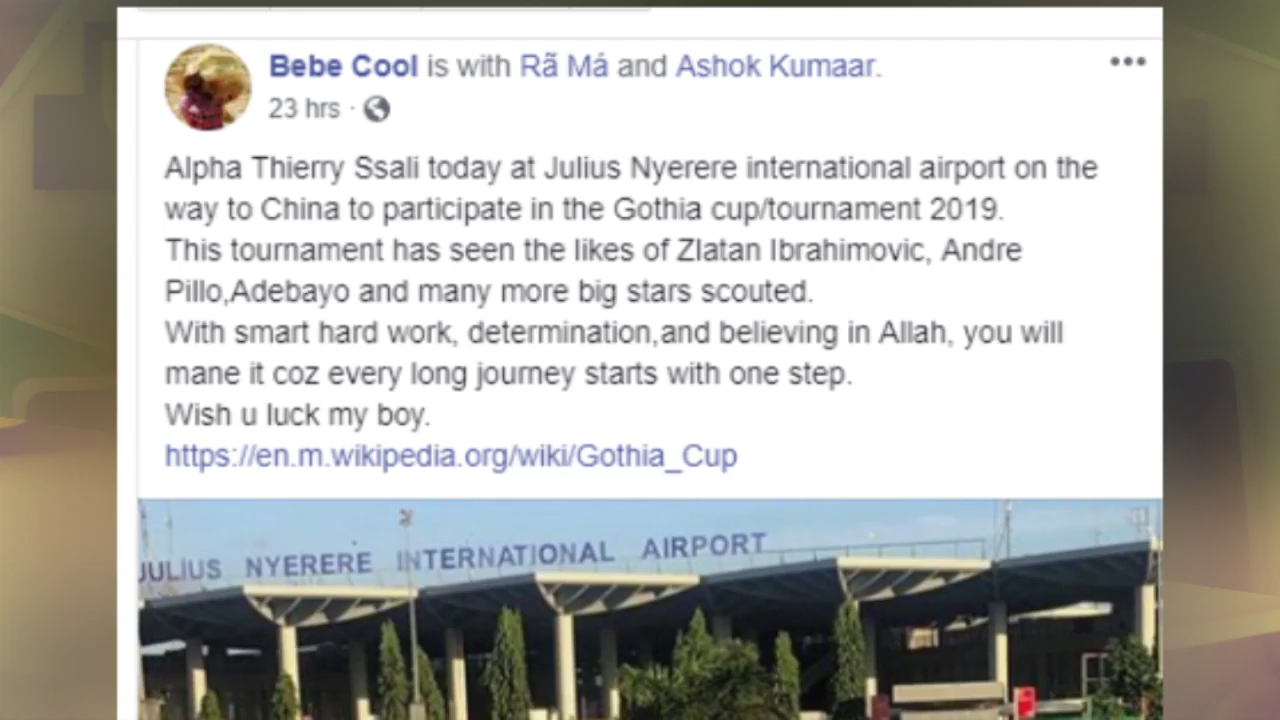 Bebe Cool is with Rã Má and Ashok Kumaar.
23 hrs ·
Alpha Thierry Ssali today at Julius Nyerere international airport on the
way to China to participate in the Gothia cup/tournament 2019.
This tournament has seen the likes of Zlatan Ibrahimovic, Andre
Pillo,Adebayo and many more big stars scouted.
With smart hard work, determination,and believing in Allah, you will
mane it coz every long journey starts with one step.
Wish u luck my boy.
https://en.m.wikipedia.org/wiki/Gothia_Cup
JULIUS NYERERE INTERNATIONAL AIRPORT